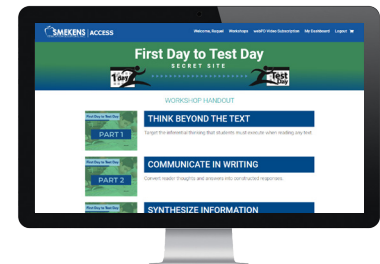 SMEKENS ACCESS
Welcome, Raquel Workshops webPD Video Subscription My Dashboard Logout
First Day to Test Day
SECRET SITE
1st day
Test Day
WORKSHOP HANDOUT
First Day to Test Day
PART 1
THINK BEYOND THE TEXT
Target the inferential thinking that students must execute when reading any text.
First Day to Test Day
PART 2
COMMUNICATE IN WRITING
Convert reader thoughts and answers into constructed responses.
First Day to Test Day
SYNTHESIZE INFORMATION